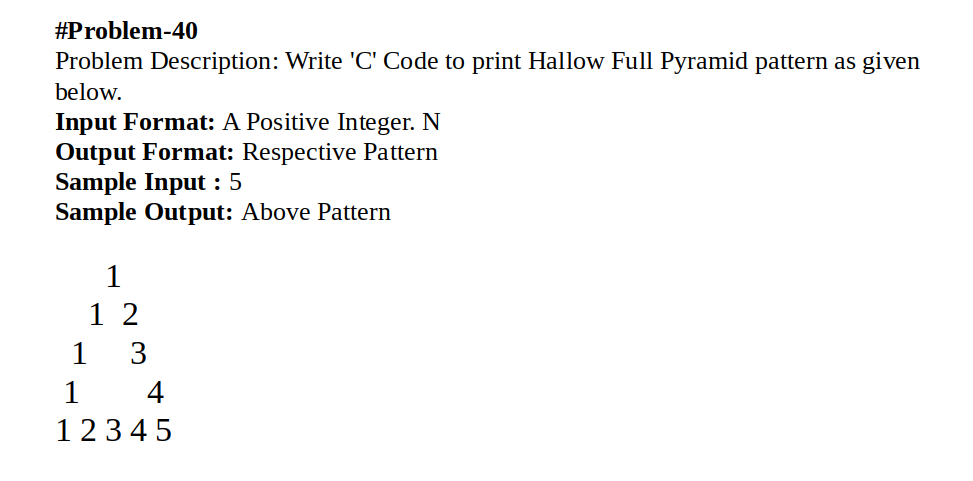 #Problem-40
Problem Description: Write 'C' Code to print Hallow Full Pyramid pattern as given
below.
Input Format: A Positive Integer. N
Output Format: Respective Pattern
Sample Input : 5
Sample Output: Above Pattern
1
1 2
1 3
1 4
1 2 3 4 5